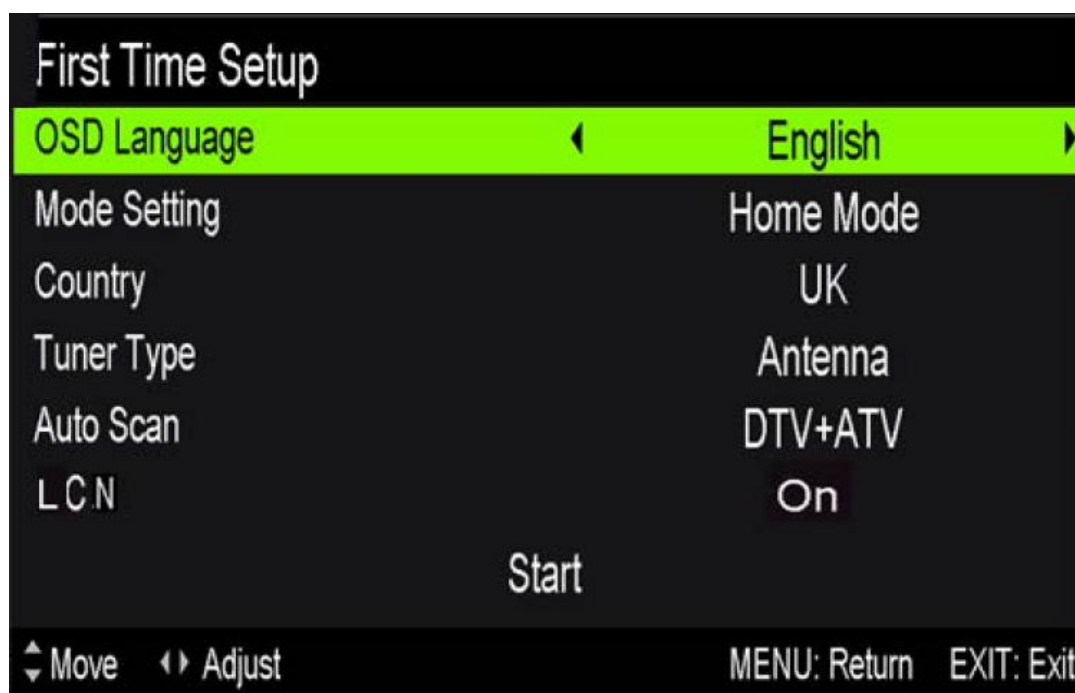 First Time Setup
OSD Language English
Mode Setting Home Mode
Country UK
Tuner Type Antenna
Auto Scan DTV+ATV
L C N On
Start
Move Adjust MENU: Return EXIT: Exit